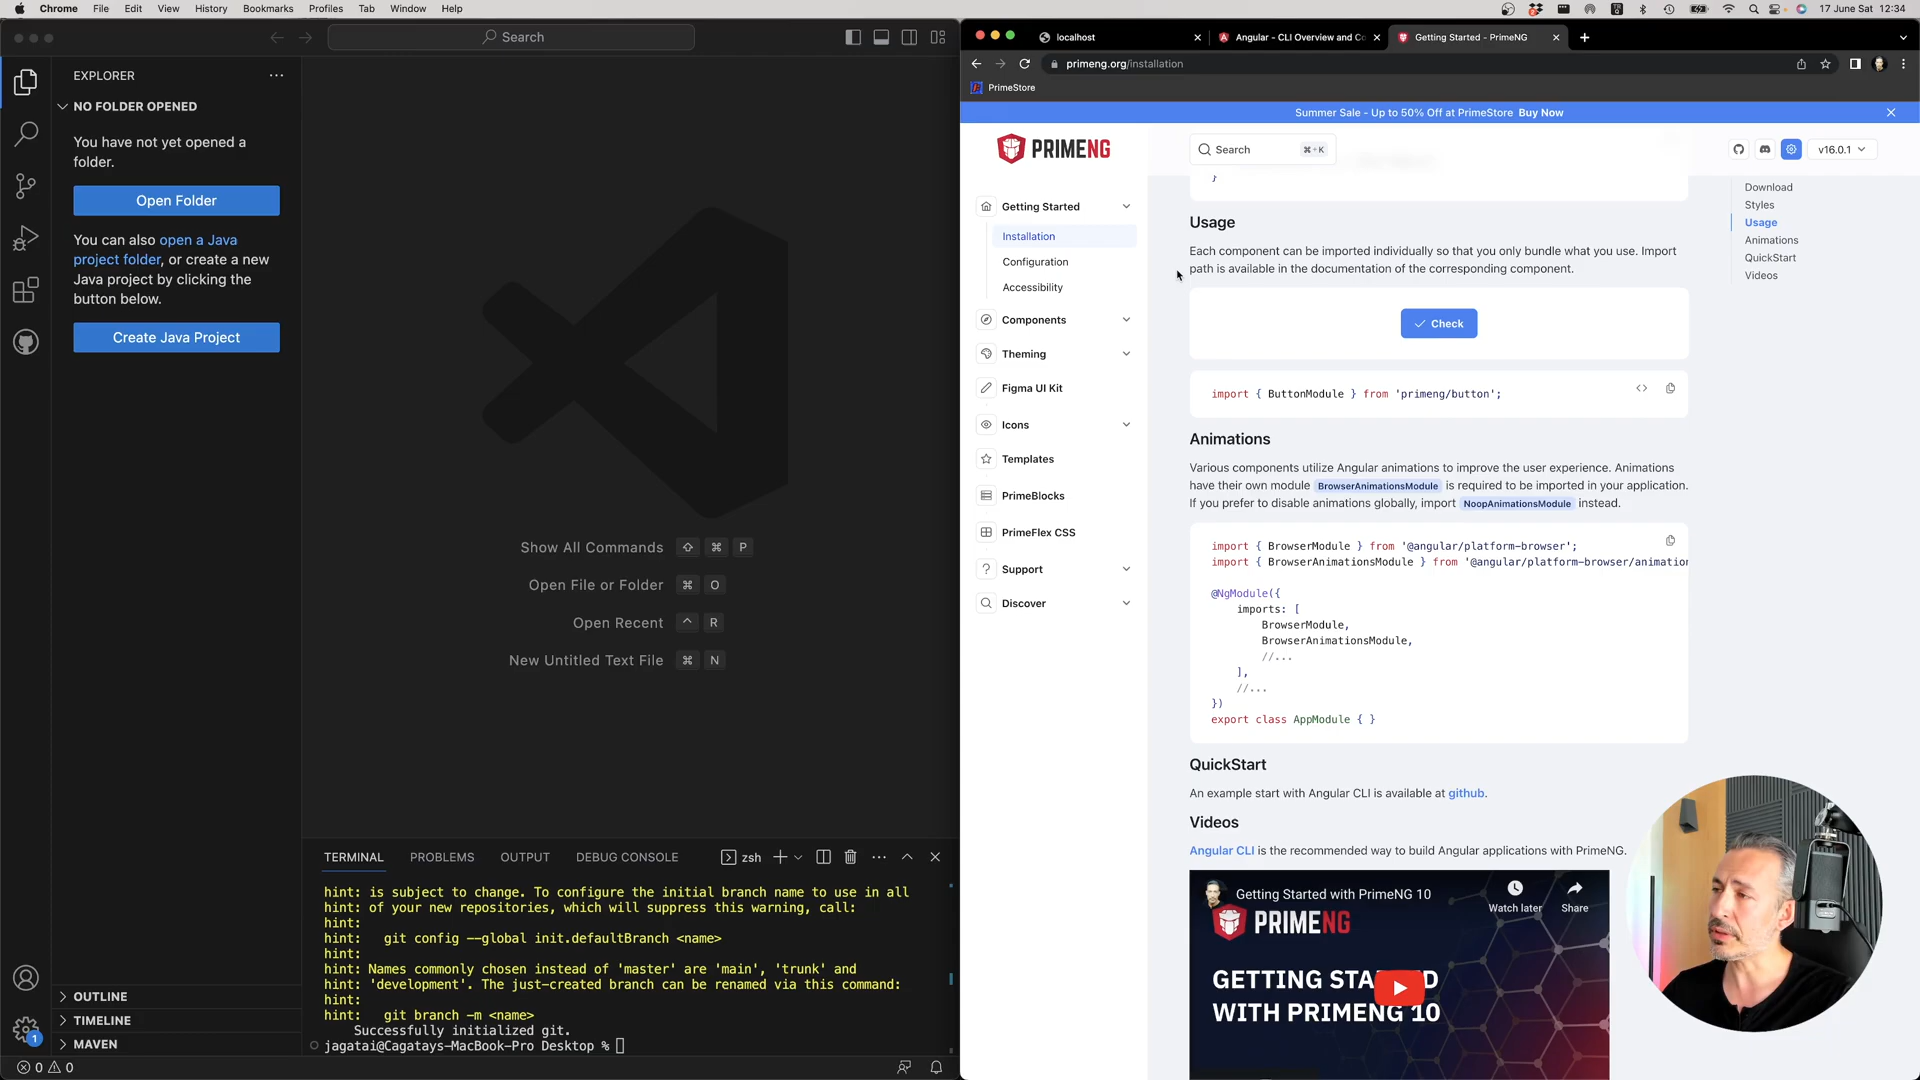 Chrome File Edit View History Bookmarks Profiles Tab Window Help
17 June Sat 12:34
Search
EXPLORER
NO FOLDER OPENED
You have not yet opened a
folder.
Open Folder
You can also open a Java
project folder, or create a new
Java project by clicking the
button below.
Create Java Project
OUTLINE
TIMELINE
MAVEN
1
0 0
Show All Commands ⇧ ⌘ P
Open File or Folder ⌘ O
Open Recent ^ R
New Untitled Text File ⌘ N
TERMINAL PROBLEMS OUTPUT DEBUG CONSOLE zsh
hint: is subject to change. To configure the initial branch name to use in all
hint: of your new repositories, which will suppress this warning, call:
hint:
hint: git config --global init.defaultBranch <name>
hint:
hint: Names commonly chosen instead of 'master' are 'main', 'trunk' and
hint: 'development'. The just-created branch can be renamed via this command:
hint:
hint: git branch -m <name>
Successfully initialized git.
jagatai@Cagatays-MacBook-Pro Desktop %
localhost
Angular - CLI Overview and Co
Getting Started - PrimeNG
primeng.org/installation
PrimeStore
Summer Sale - Up to 50% Off at PrimeStore Buy Now
PRIMENG
Search ⌘+K
v16.0.1
Getting Started
Installation
Configuration
Accessibility
Components
Theming
Figma UI Kit
Icons
Templates
PrimeBlocks
PrimeFlex CSS
Support
Discover
}
Usage
Each component can be imported individually so that you only bundle what you use. Import
path is available in the documentation of the corresponding component.
Check
import { ButtonModule } from 'primeng/button';
Animations
Various components utilize Angular animations to improve the user experience. Animations
have their own module BrowserAnimationsModule is required to be imported in your application.
If you prefer to disable animations globally, import NoopAnimationsModule instead.
import { BrowserModule } from '@angular/platform-browser';
import { BrowserAnimationsModule } from '@angular/platform-browser/animation
@NgModule({
imports: [
BrowserModule,
BrowserAnimationsModule,
//...
],
//...
})
export class AppModule { }
QuickStart
An example start with Angular CLI is available at github.
Videos
Angular CLI is the recommended way to build Angular applications with PrimeNG.
Getting Started with PrimeNG 10
Watch later
Share
PRIMENG
GETTING STA D
WITH PRIMENG 10
Download
Styles
Usage
Animations
QuickStart
Videos